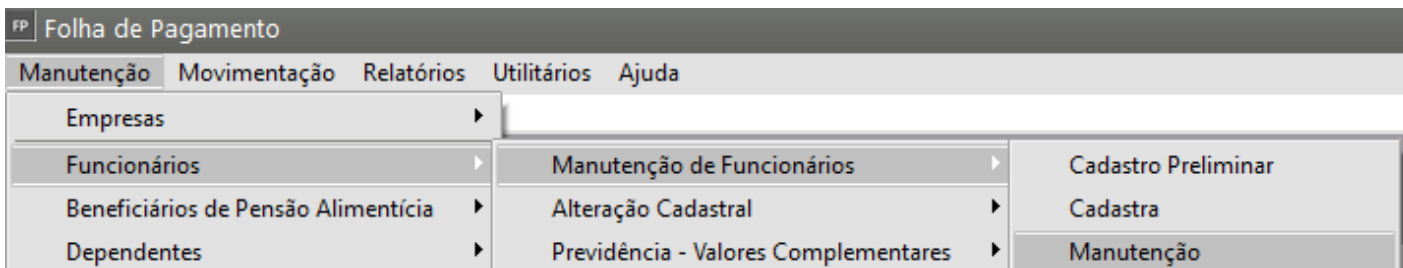 FP Folha de Pagamento
Manutenção Movimentação Relatórios Utilitários Ajuda
Empresas
Funcionários Manutenção de Funcionários Cadastro Preliminar
Beneficiários de Pensão Alimentícia Alteração Cadastral Cadastra
Dependentes Previdência - Valores Complementares Manutenção